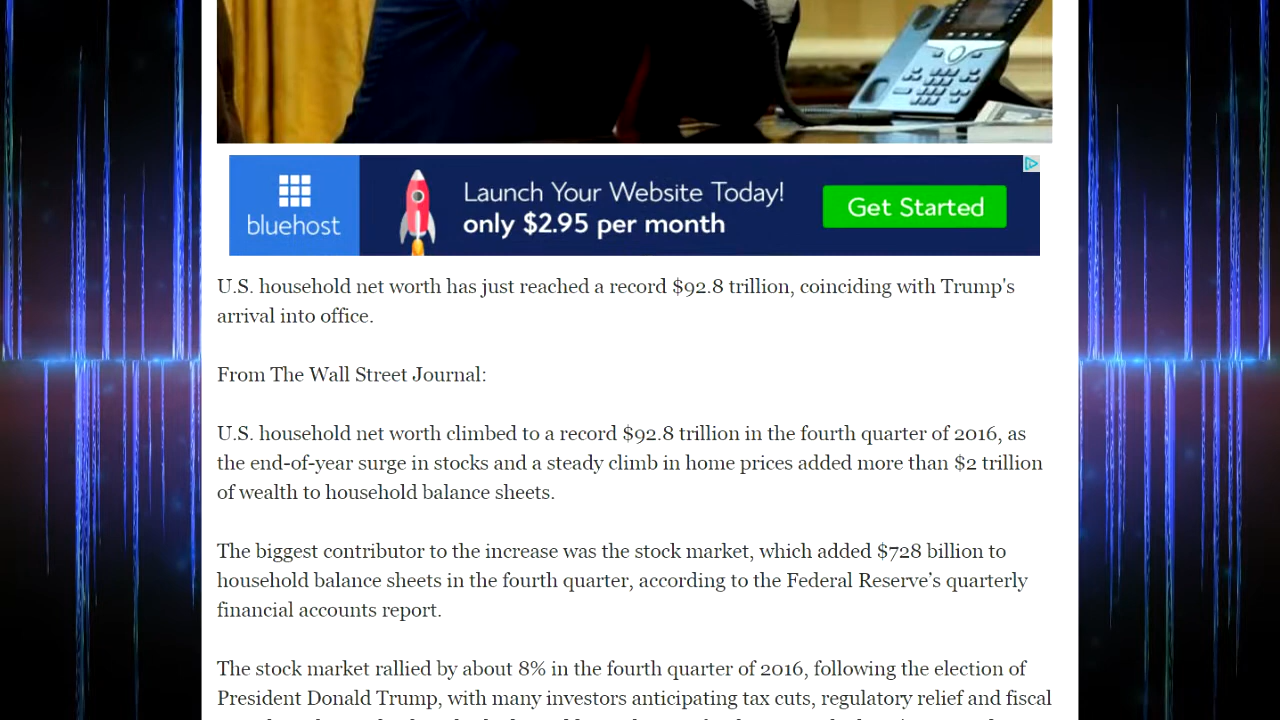 bluehost
Launch Your Website Today!
only $2.95 per month
Get Started
U.S. household net worth has just reached a record $92.8 trillion, coinciding with Trump's
arrival into office.
From The Wall Street Journal:
U.S. household net worth climbed to a record $92.8 trillion in the fourth quarter of 2016, as
the end-of-year surge in stocks and a steady climb in home prices added more than $2 trillion
of wealth to household balance sheets.
The biggest contributor to the increase was the stock market, which added $728 billion to
household balance sheets in the fourth quarter, according to the Federal Reserve’s quarterly
financial accounts report.
The stock market rallied by about 8% in the fourth quarter of 2016, following the election of
President Donald Trump, with many investors anticipating tax cuts, regulatory relief and fiscal